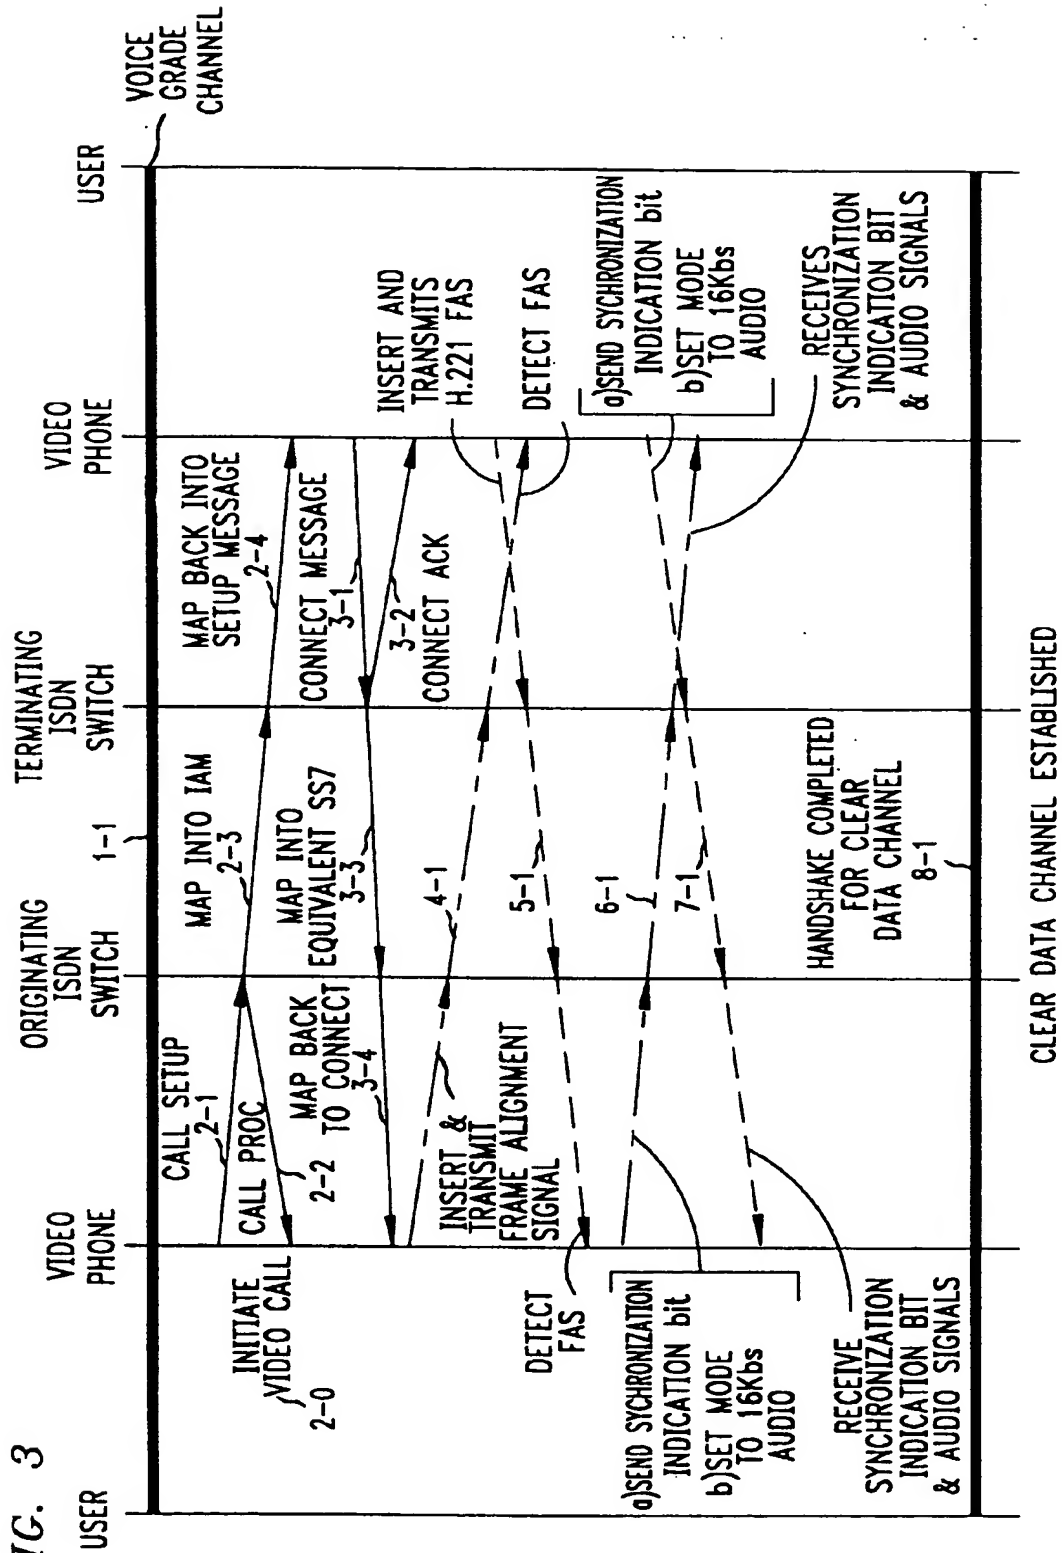 IG. 3
USER
VIDEO
PHONE
ORIGINATING
ISDN
SWITCH
TERMINATING
ISDN
SWITCH
VIDEO
PHONE
USER
VOICE
GRADE
CHANNEL
1-1
CALL SETUP
2-1
MAP INTO IAM
2-3
MAP BACK INTO
SETUP MESSAGE
2-4
CALL PROC
2-2
INITIATE
VIDEO CALL
2-0
CONNECT MESSAGE
3-1
3-2
CONNECT ACK
MAP INTO
EQUIVALENT SS7
3-3
MAP BACK
TO CONNECT
3-4
INSERT AND
TRANSMITS
H.221 FAS
DETECT FAS
4-1
INSERT &
TRANSMIT
FRAME ALIGNMENT
SIGNAL
5-1
DETECT
FAS
6-1
7-1
a)SEND SYCHRONIZATION
INDICATION bit
b)SET MODE
TO 16Kbs
AUDIO
a)SEND SYCHRONIZATION
INDICATION bit
b)SET MODE
TO 16Kbs
AUDIO
RECEIVE
SYNCHRONIZATION
INDICATION BIT
& AUDIO SIGNALS
HANDSHAKE COMPLETED
FOR CLEAR
DATA CHANNEL
8-1
RECEIVES
SYNCHRONIZATION
INDICATION BIT
& AUDIO SIGNALS
CLEAR DATA CHANNEL ESTABLISHED